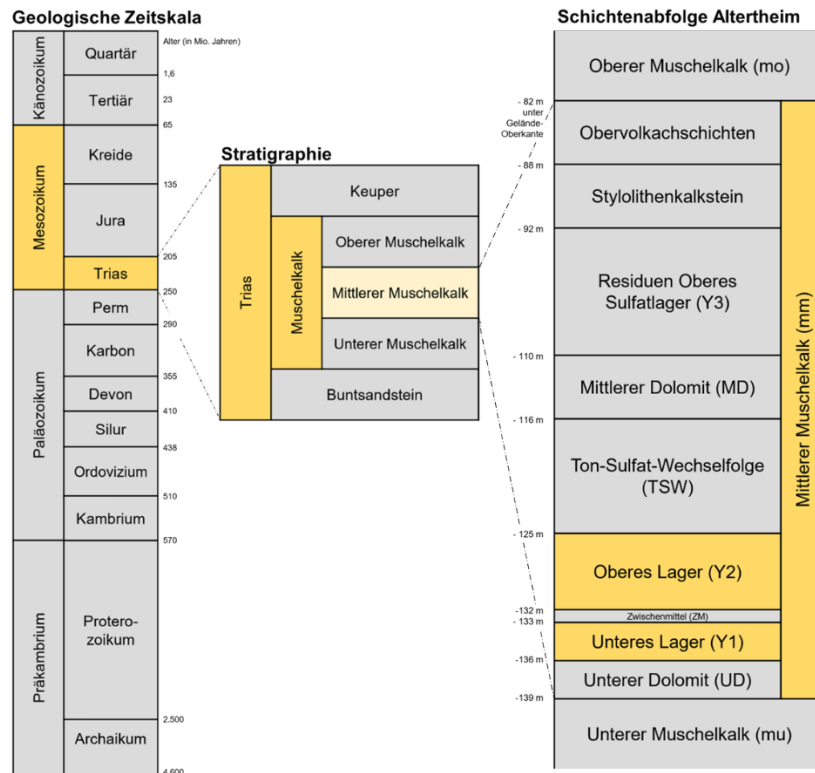 Geologische Zeitskala
Alter (in Mio. Jahren)
Känozoikum
Quartär
1,6
Tertiär
23
65
Mesozoikum
Kreide
135
Jura
205
Trias
250
Paläozoikum
Perm
290
Karbon
355
Devon
410
Silur
438
Ordovizium
510
Kambrium
570
Präkambrium
Protero-
zoikum
2.500
Archaikum
4.600
Stratigraphie
Trias
Keuper
Muschelkalk
Oberer Muschelkalk
Mittlerer Muschelkalk
Unterer Muschelkalk
Buntsandstein
Schichtenabfolge Altertheim
Oberer Muschelkalk (mo)
- 82 m
unter
Gelände-
Oberkante
Obervolkachschichten
- 88 m
Stylolithenkalkstein
- 92 m
Residuen Oberes
Sulfatlager (Y3)
-110 m
Mittlerer Dolomit (MD)
-116 m
Ton-Sulfat-Wechselfolge
(TSW)
-125 m
Oberes Lager (Y2)
-132 m
Zwischenmittel (ZM)
-133 m
Unteres Lager (Y1)
-136 m
Unterer Dolomit (UD)
-139 m
Unterer Muschelkalk (mu)
Mittlerer Muschelkalk (mm)